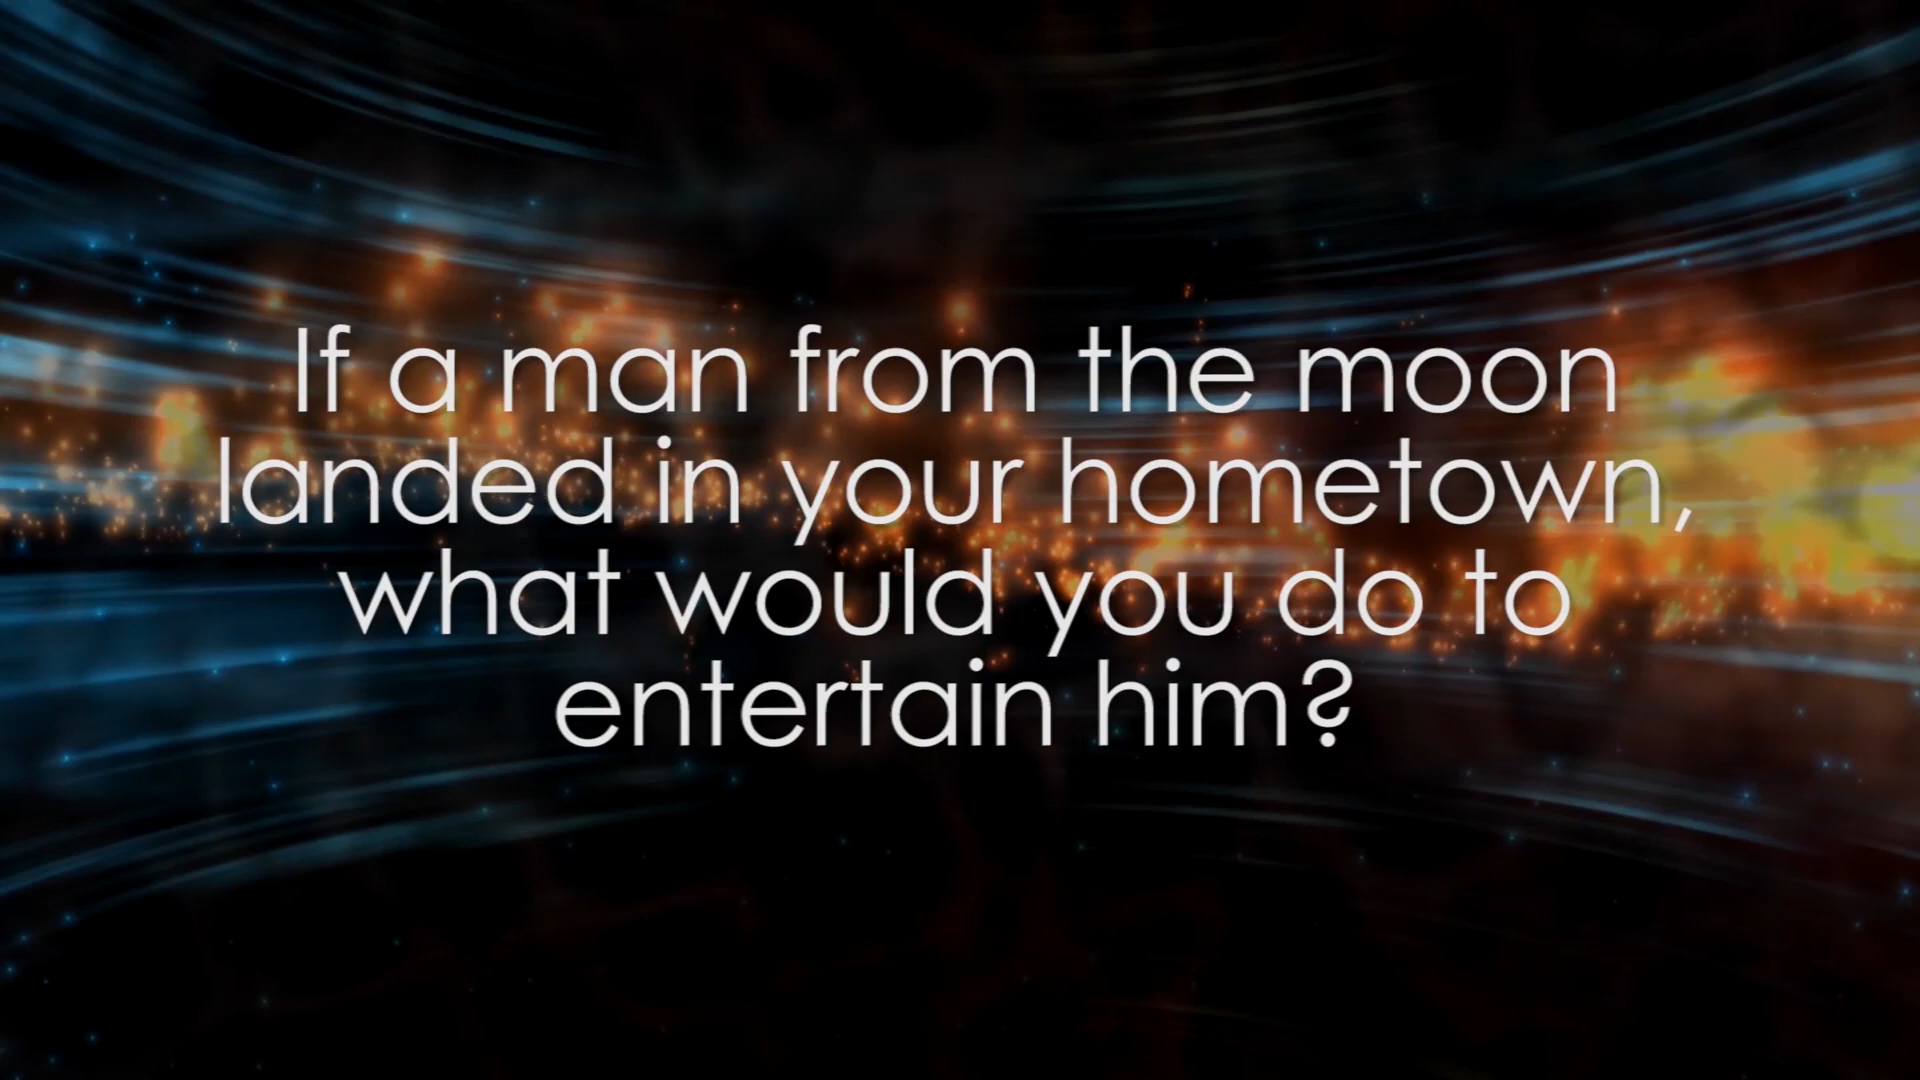 If a man from the moon
landed in your hometown,
what would you do to
entertain him?